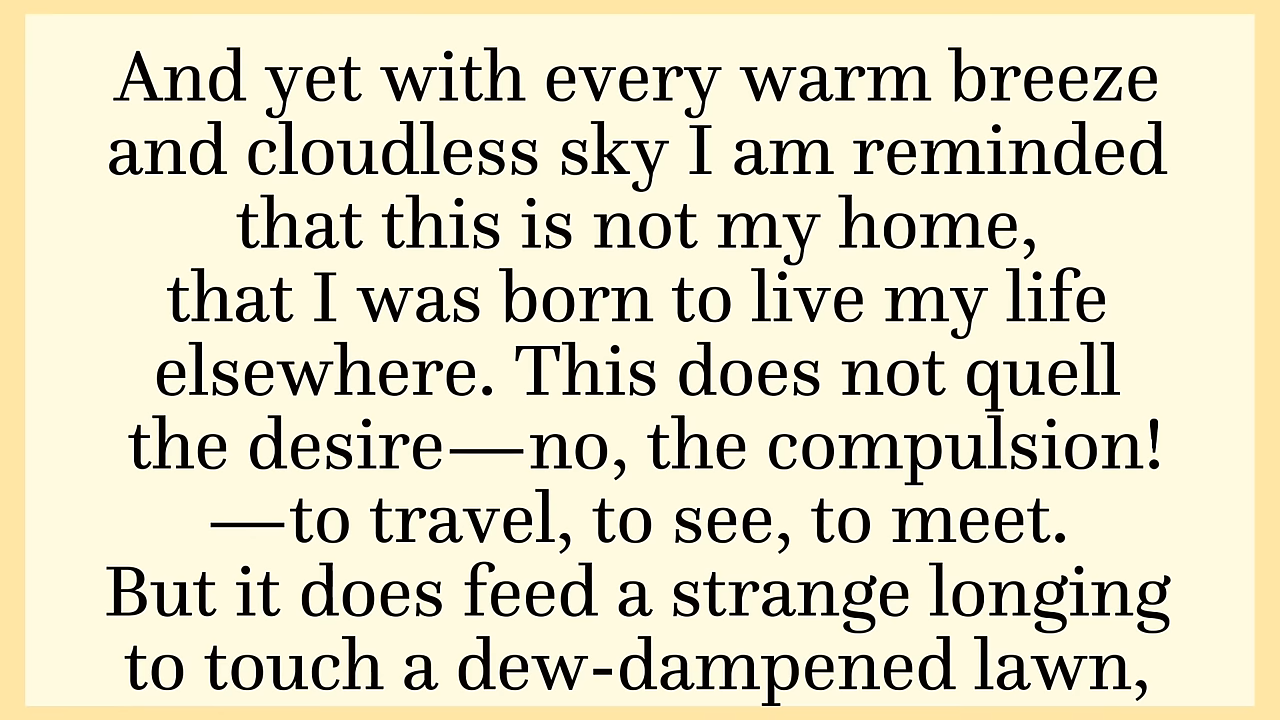 And yet with every warm breeze
and cloudless sky I am reminded
that this is not my home,
that I was born to live my life
elsewhere. This does not quell
the desire—no, the compulsion!
—to travel, to see, to meet.
But it does feed a strange longing
to touch a dew-dampened lawn,